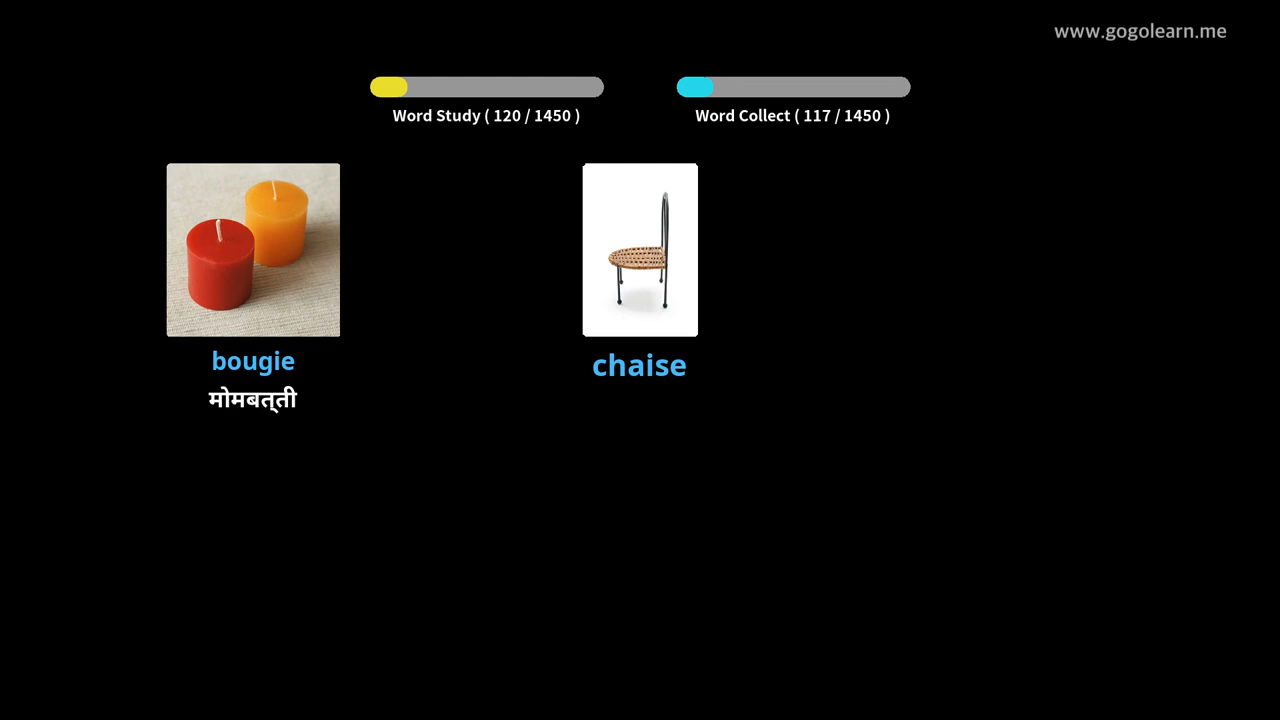 www.gogolearn.me
Word Study ( 120 / 1450 )
Word Collect ( 117 / 1450 )
bougie
chaise
मोमबत्ती